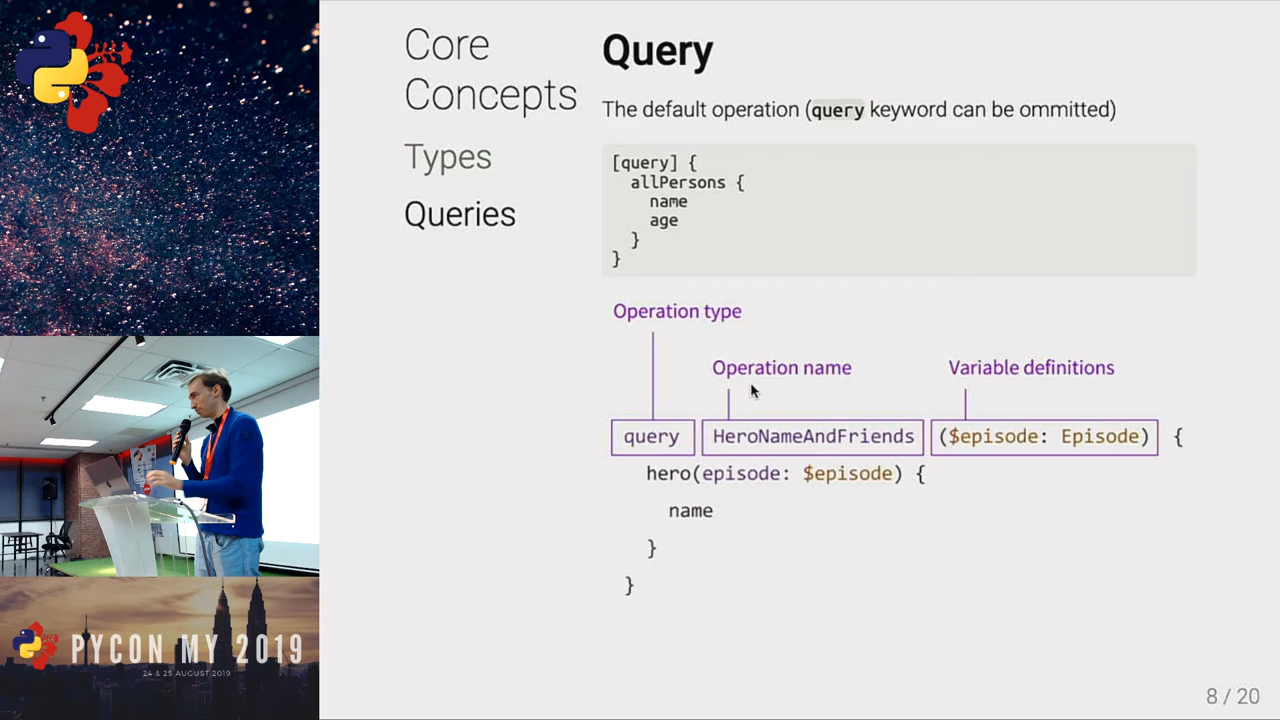 Core
Concepts
Types
Queries
Query
The default operation (query keyword can be ommitted)
[query] {
allPersons {
name
age
}
}
Operation type
Operation name
Variable definitions
query HeroNameAndFriends ($episode: Episode) {
hero(episode: $episode) {
name
}
}
PYCON MY 2019
24 & 25 AUGUST 2019
8 / 20